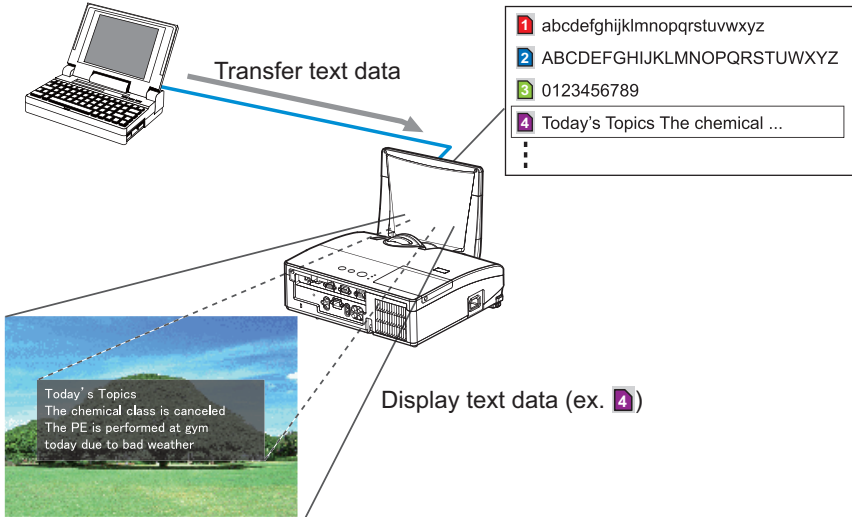 Transfer text data
1 abcdefghijklmnopqrstuvwxyz
2 ABCDEFGHIJKLMNOPQRSTUWXYZ
3 0123456789
4 Today's Topics The chemical ...
Today's Topics
The chemical class is canceled
The PE is performed at gym
today due to bad weather
Display text data (ex. 4)